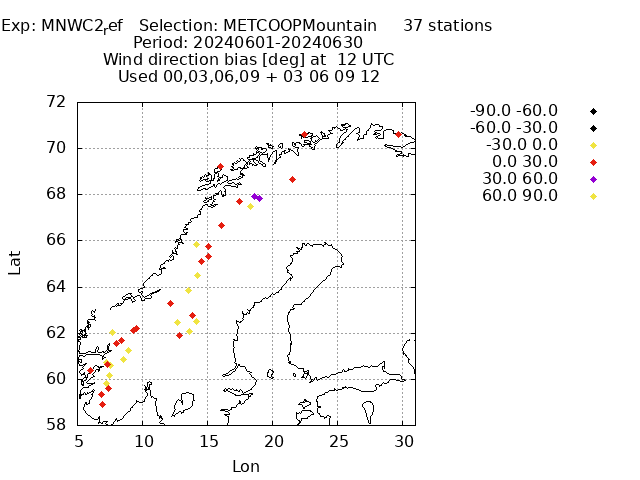 Exp: MNWC2ref Selection: METCOOPMountain 37 stations
Period: 20240601-20240630
Wind direction bias [deg] at 12 UTC
Used 00,03,06,09 + 03 06 09 12
-90.0 -60.0
-60.0 -30.0
-30.0 0.0
0.0 30.0
30.0 60.0
60.0 90.0
72
70
68
66
64
62
60
58
Lat
5 10 15 20 25 30
Lon